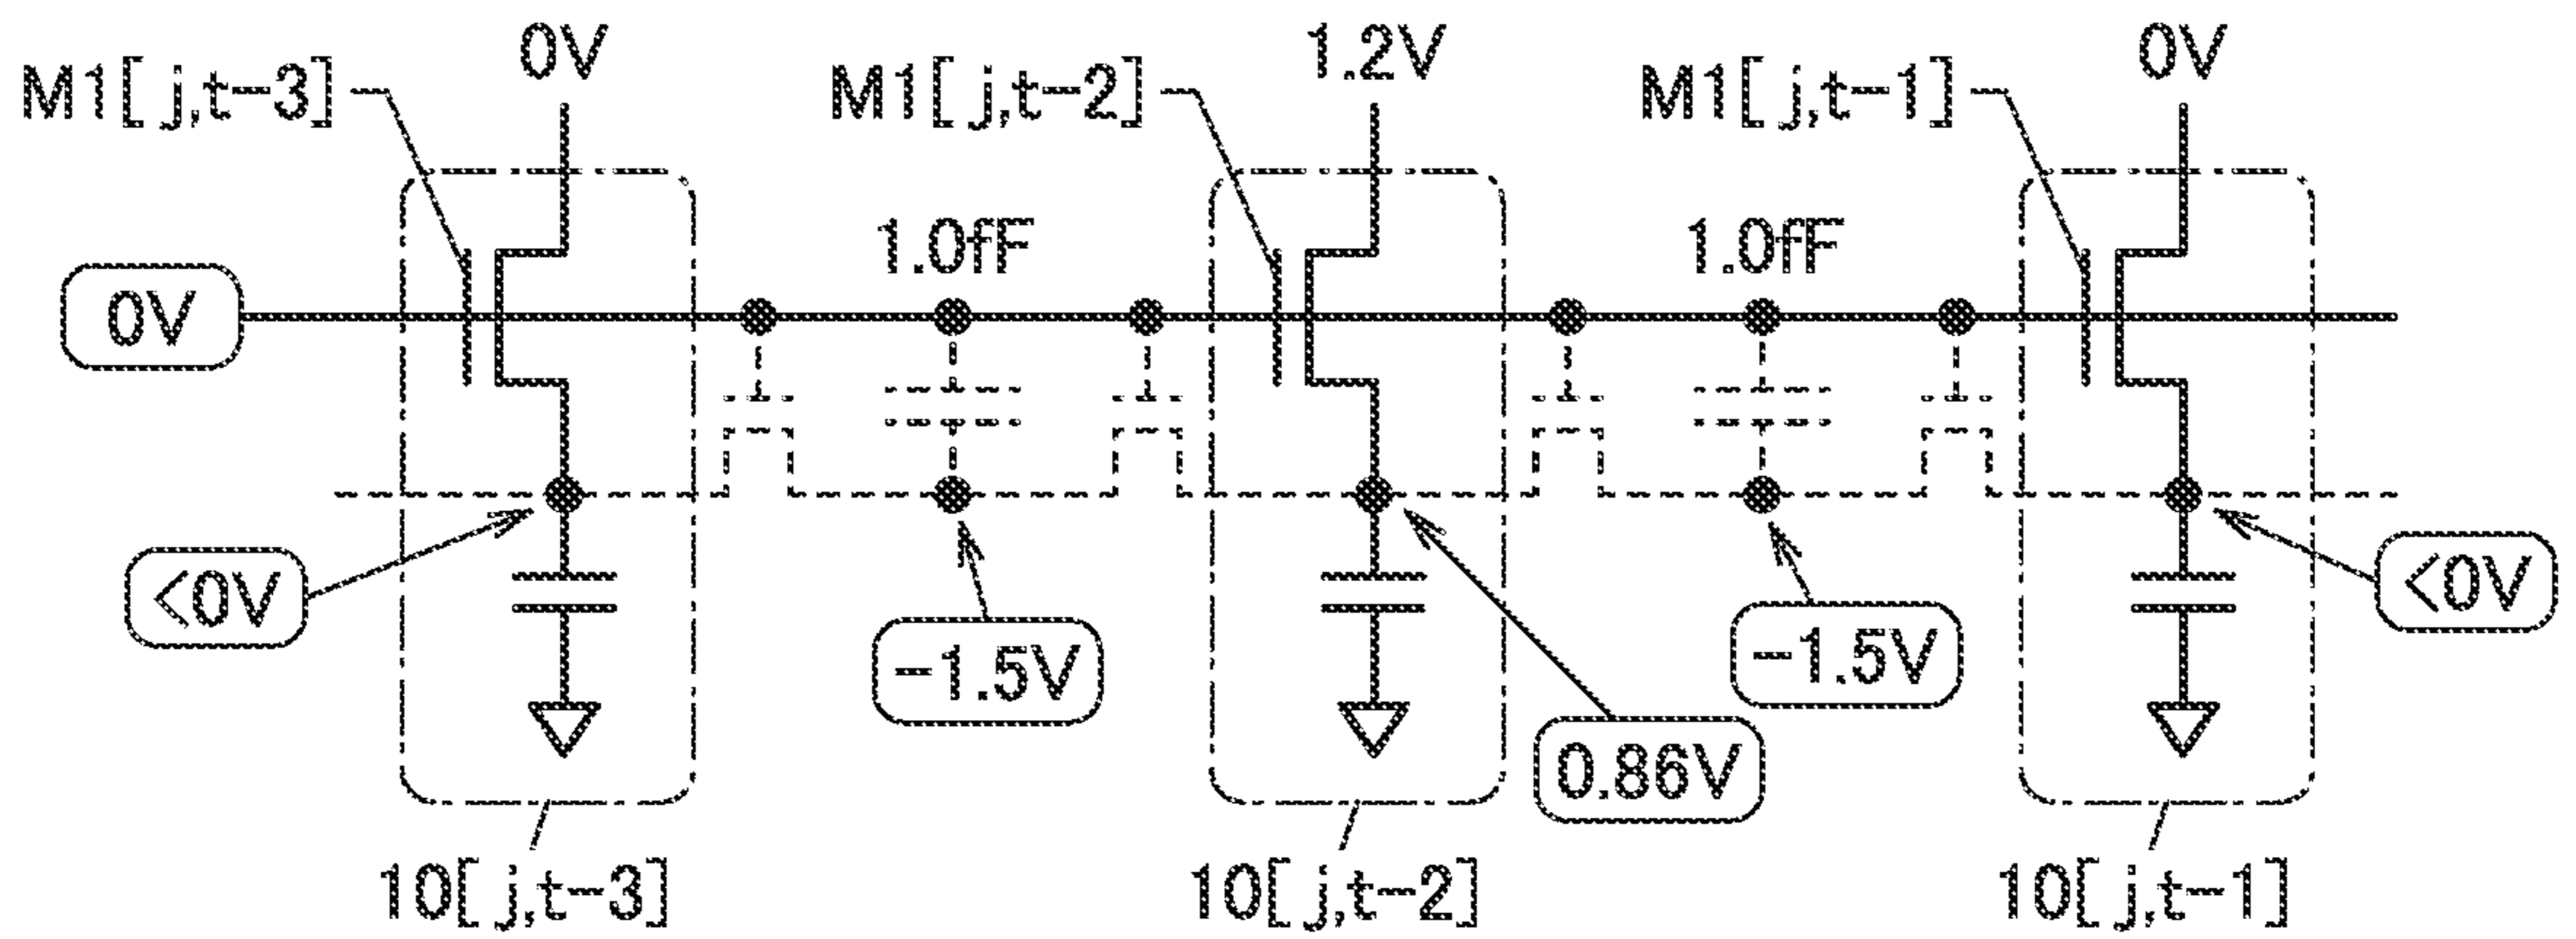 0V 1.2V 0V
M1[j,t-3] M1[j,t-2] M1[j,t-1]
1.0fF 1.0fF
0V
<0V -1.5V 0.86V -1.5V <0V
10[j,t-3] 10[j,t-2] 10[j,t-1]